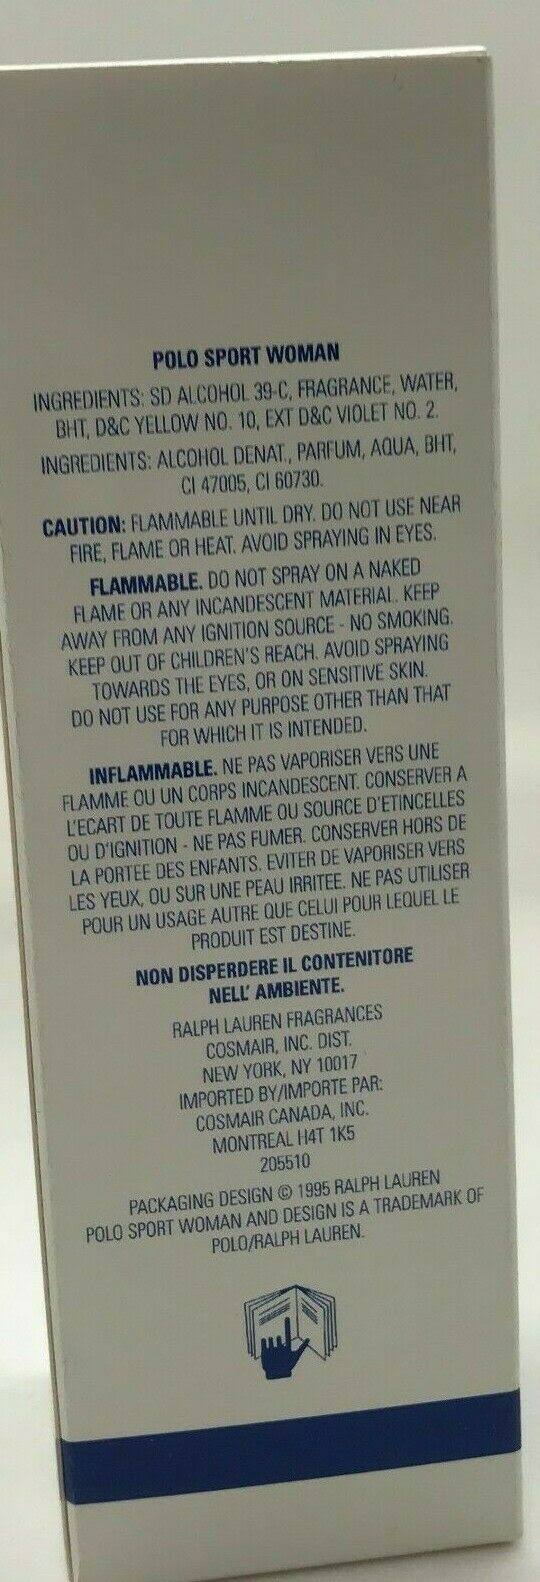 POLO SPORT WOMAN
INGREDIENTS: SD ALCOHOL 39-C, FRAGRANCE, WATER,
BHT, D&C YELLOW NO. 10, EXT D&C VIOLET NO. 2.
INGREDIENTS: ALCOHOL DENAT., PARFUM, AQUA, BHT,
CI 47005, CI 60730.
CAUTION: FLAMMABLE UNTIL DRY. DO NOT USE NEAR
FIRE, FLAME OR HEAT. AVOID SPRAYING IN EYES.
FLAMMABLE. DO NOT SPRAY ON A NAKED
FLAME OR ANY INCANDESCENT MATERIAL. KEEP
AWAY FROM ANY IGNITION SOURCE - NO SMOKING.
KEEP OUT OF CHILDREN'S REACH. AVOID SPRAYING
TOWARDS THE EYES, OR ON SENSITIVE SKIN.
DO NOT USE FOR ANY PURPOSE OTHER THAN THAT
FOR WHICH IT IS INTENDED.
INFLAMMABLE. NE PAS VAPORISER VERS UNE
FLAMME OU UN CORPS INCANDESCENT. CONSERVER A
L'ECART DE TOUTE FLAMME OU SOURCE D'ETINCELLES
OU D'IGNITION - NE PAS FUMER. CONSERVER HORS DE
LA PORTEE DES ENFANTS. EVITER DE VAPORISER VERS
LES YEUX, OU SUR UNE PEAU IRRITEE. NE PAS UTILISER
POUR UN USAGE AUTRE QUE CELUI POUR LEQUEL LE
PRODUIT EST DESTINE.
NON DISPERDERE IL CONTENITORE
NELL' AMBIENTE.
RALPH LAUREN FRAGRANCES
COSMAIR, INC. DIST.
NEW YORK, NY 10017
IMPORTED BY/IMPORTE PAR:
COSMAIR CANADA, INC.
MONTREAL H4T 1K5
205510
PACKAGING DESIGN © 1995 RALPH LAUREN
POLO SPORT WOMAN AND DESIGN IS A TRADEMARK OF
POLO/RALPH LAUREN.